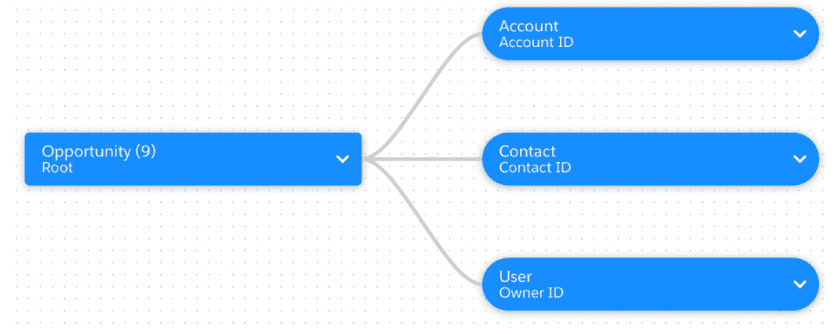 Account
Account ID
Opportunity (9)
Root
Contact
Contact ID
User
Owner ID